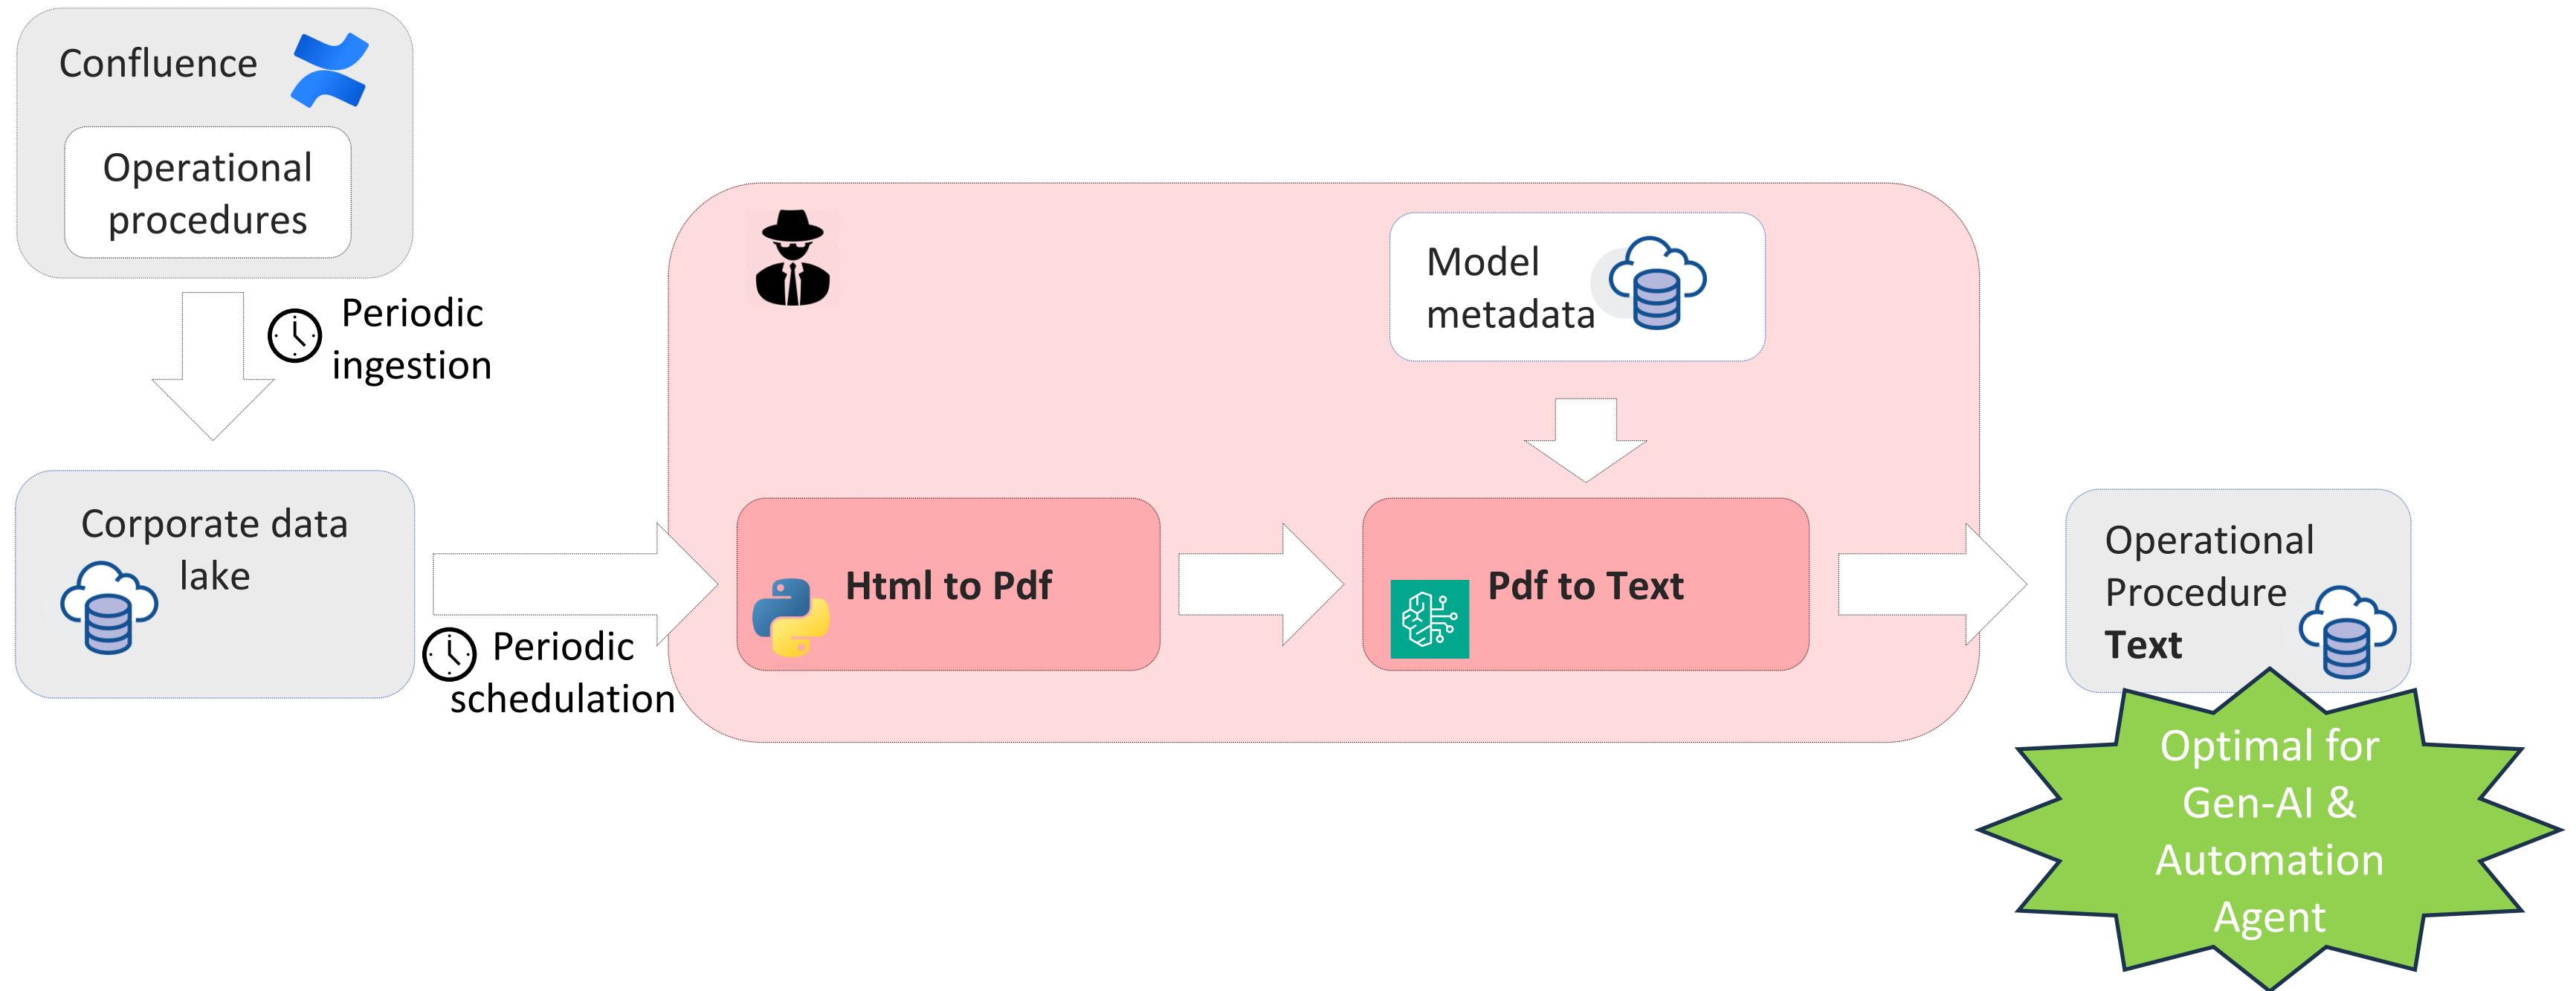 Confluence
Operational
procedures
Periodic
ingestion
Corporate data
lake
Periodic
schedulation
Html to Pdf
Model
metadata
Pdf to Text
Operational
Procedure
Text
Optimal for
Gen-AI &
Automation
Agent